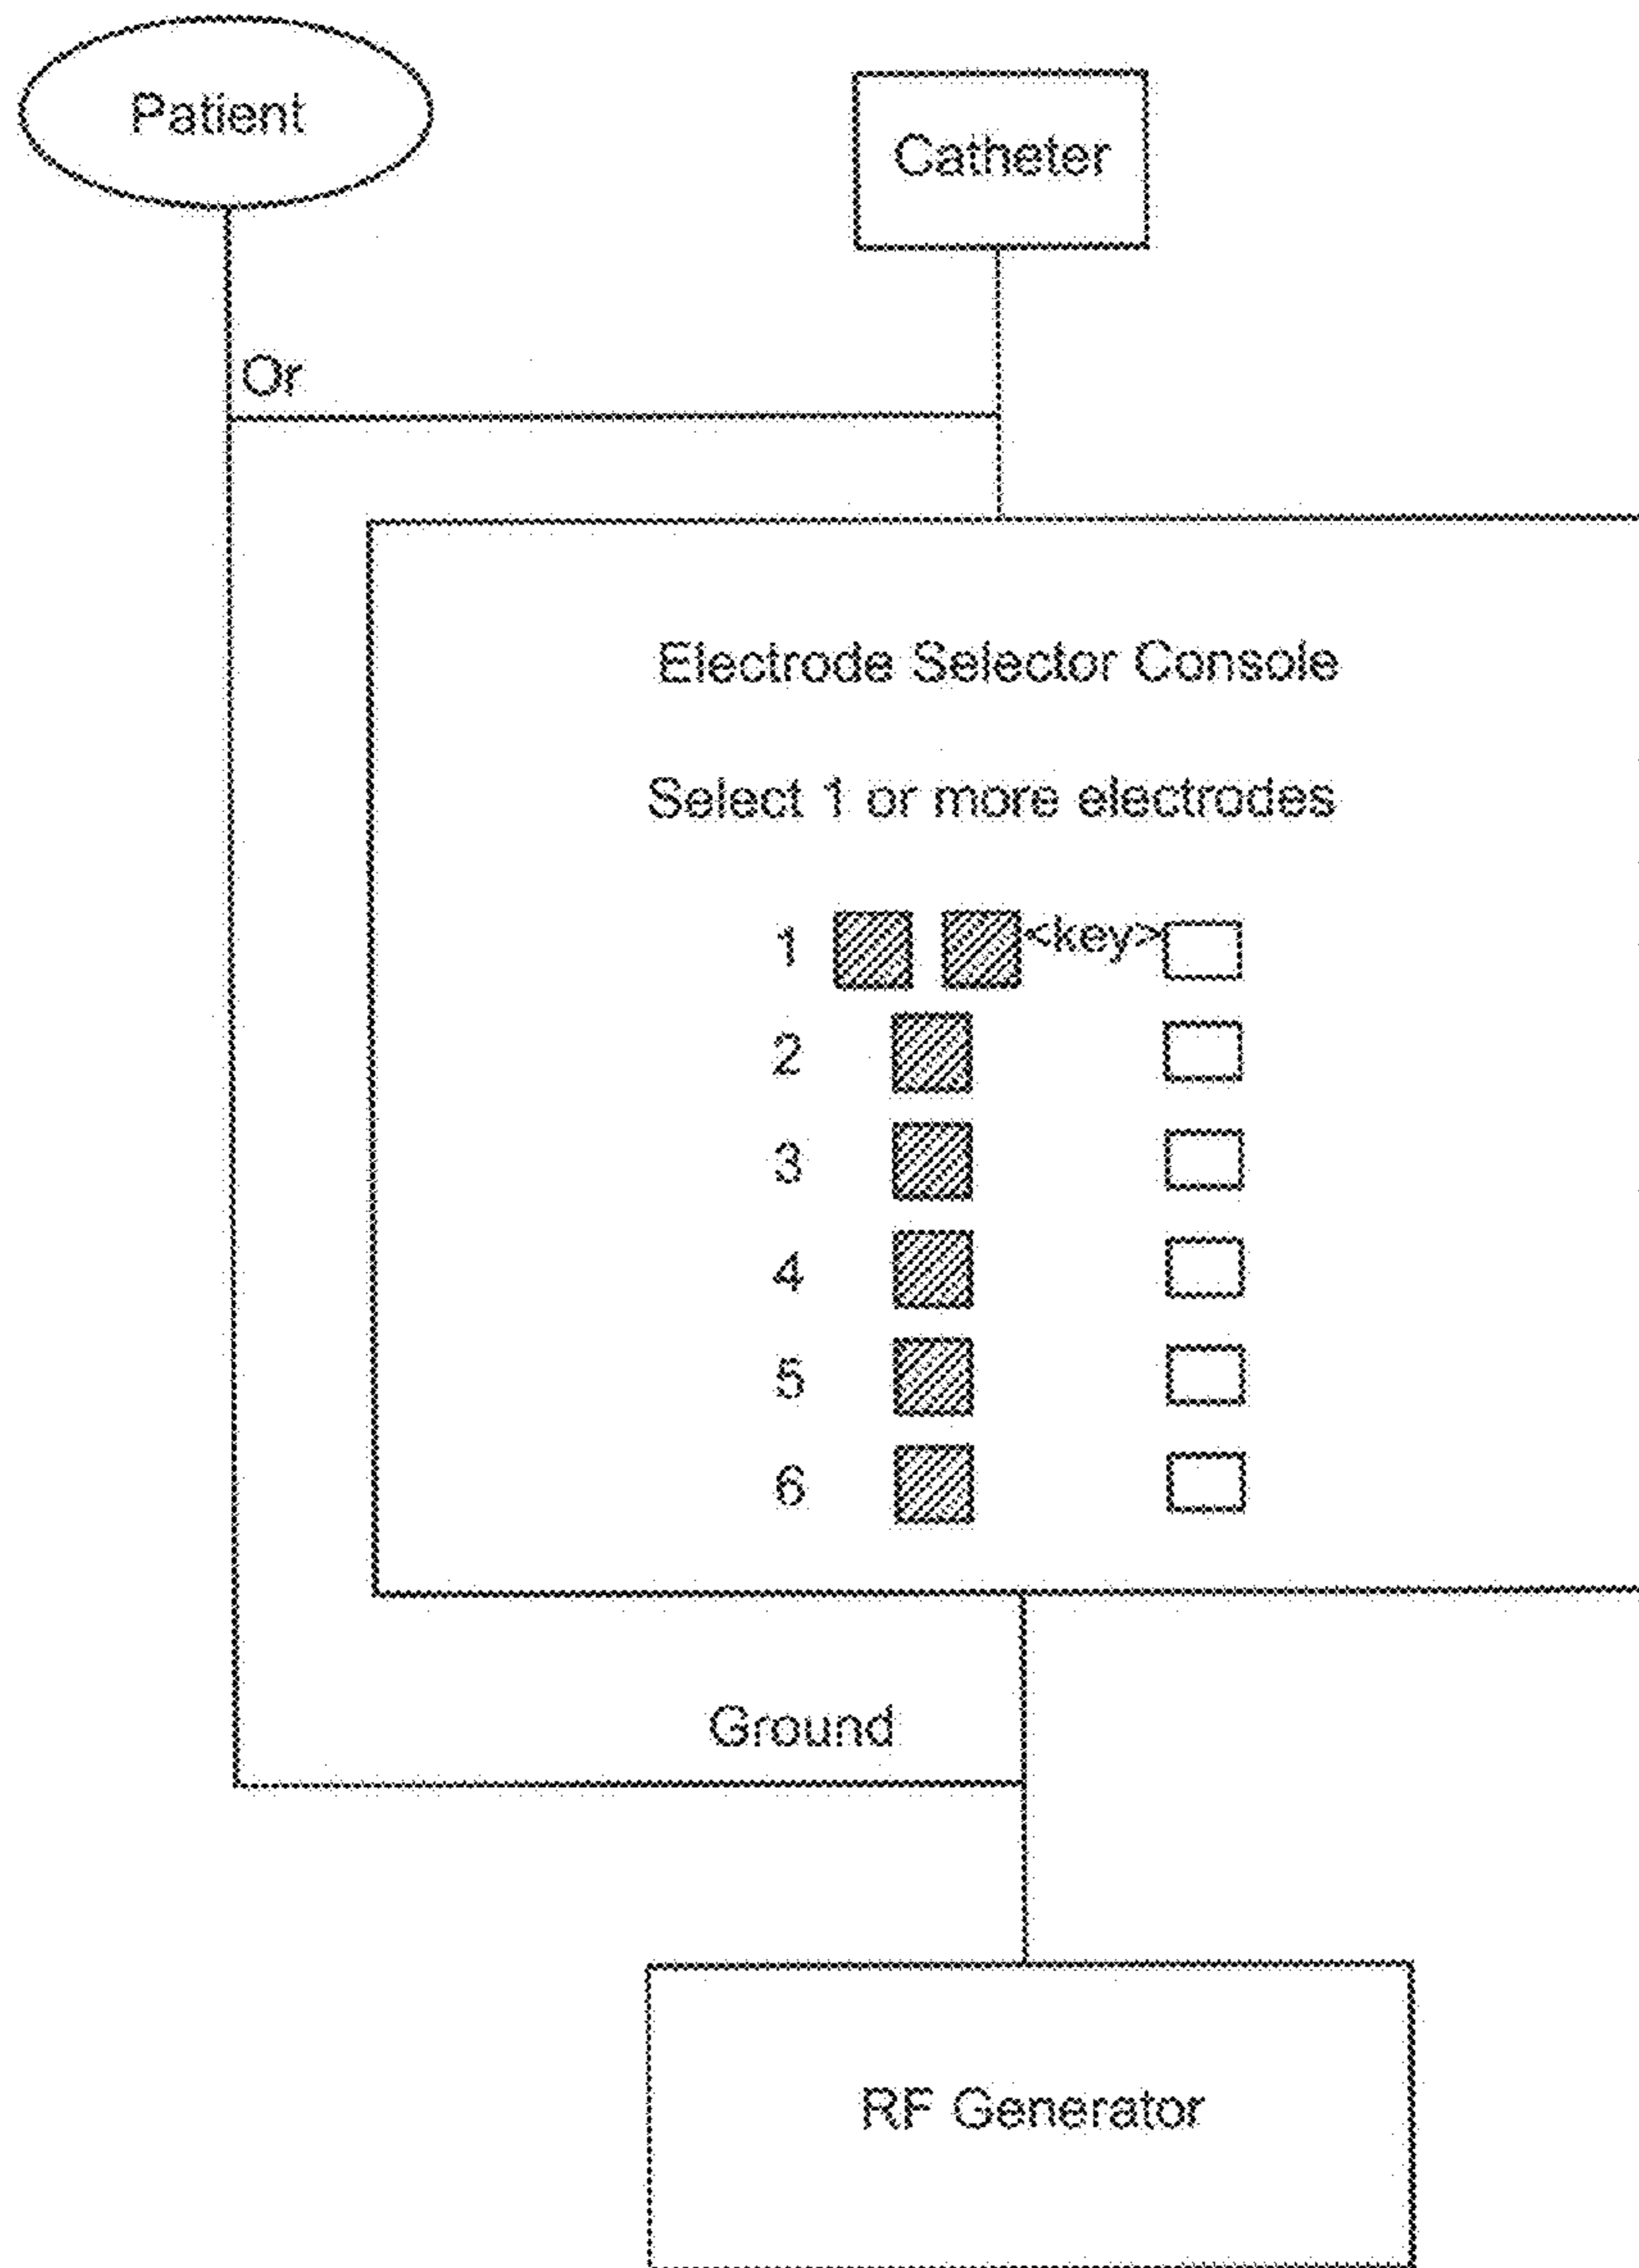 Patient
Catheter
Or
Electrode Selector Console
Select 1 or more electrodes
1 <key>
2
3
4
5
6
Ground
RF Generator